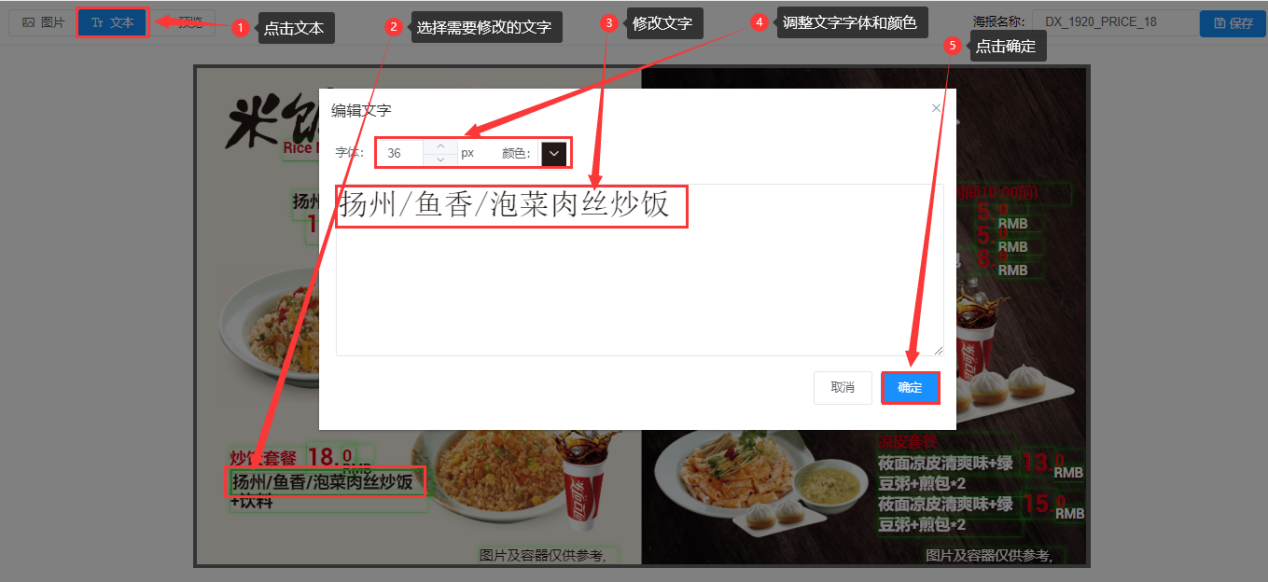 图片
文本
预览
1 点击文本
2 选择需要修改的文字
3 修改文字
4 调整文字字体和颜色
海报名称: DX_1920_PRICE_18
保存
5 点击确定
米饭
Rice
编辑文字
字体: 36 px 颜色:
扬州/鱼香/泡菜肉丝炒饭
取消
确定
扬州
1
10:00前)
5.0
RMB
5.0
RMB
8.0
RMB
炒饭套餐 18.0
RMB
扬州/鱼香/泡菜肉丝炒饭
+饮料
图片及容器仅供参考,
凉皮套餐
莜面凉皮清爽味+绿
豆粥+煎包*2
13.0
RMB
莜面凉皮清爽味+绿
豆粥+煎包*2
15.0
RMB
图片及容器仅供参考,